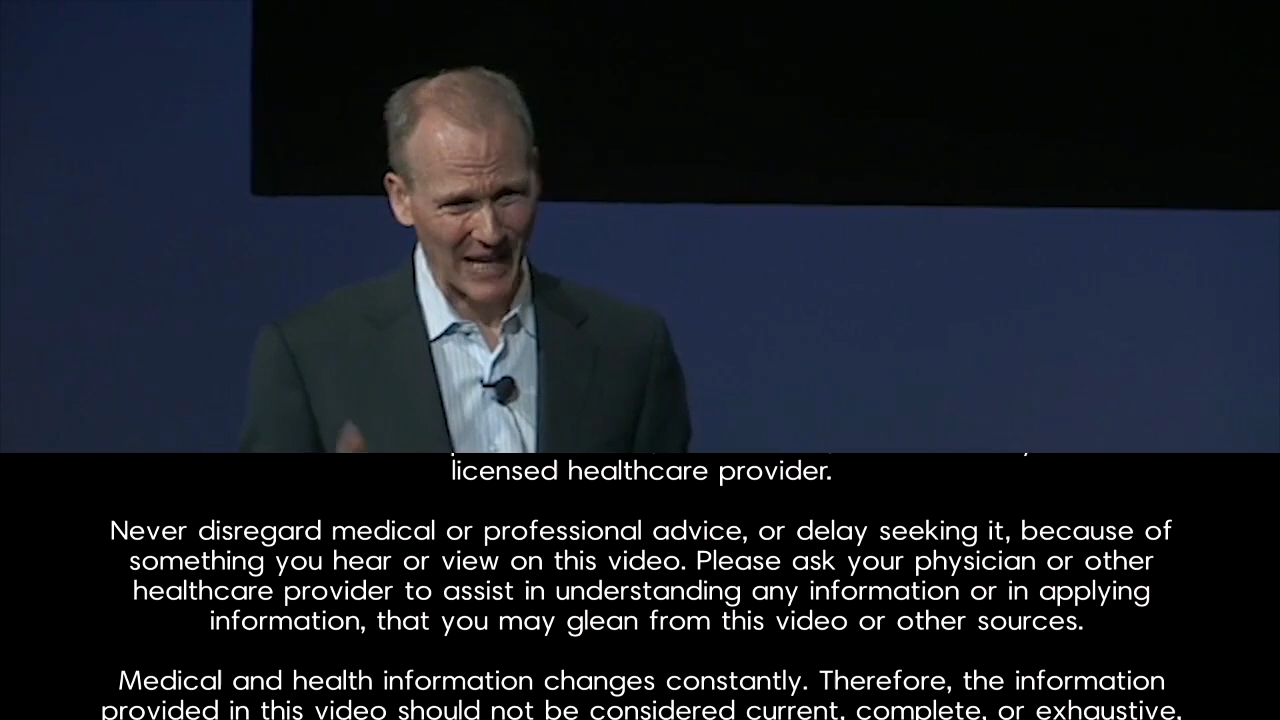 licensed healthcare provider.
Never disregard medical or professional advice, or delay seeking it, because of
something you hear or view on this video. Please ask your physician or other
healthcare provider to assist in understanding any information or in applying
information, that you may glean from this video or other sources.
Medical and health information changes constantly. Therefore, the information
provided in this video should not be considered current, complete, or exhaustive,